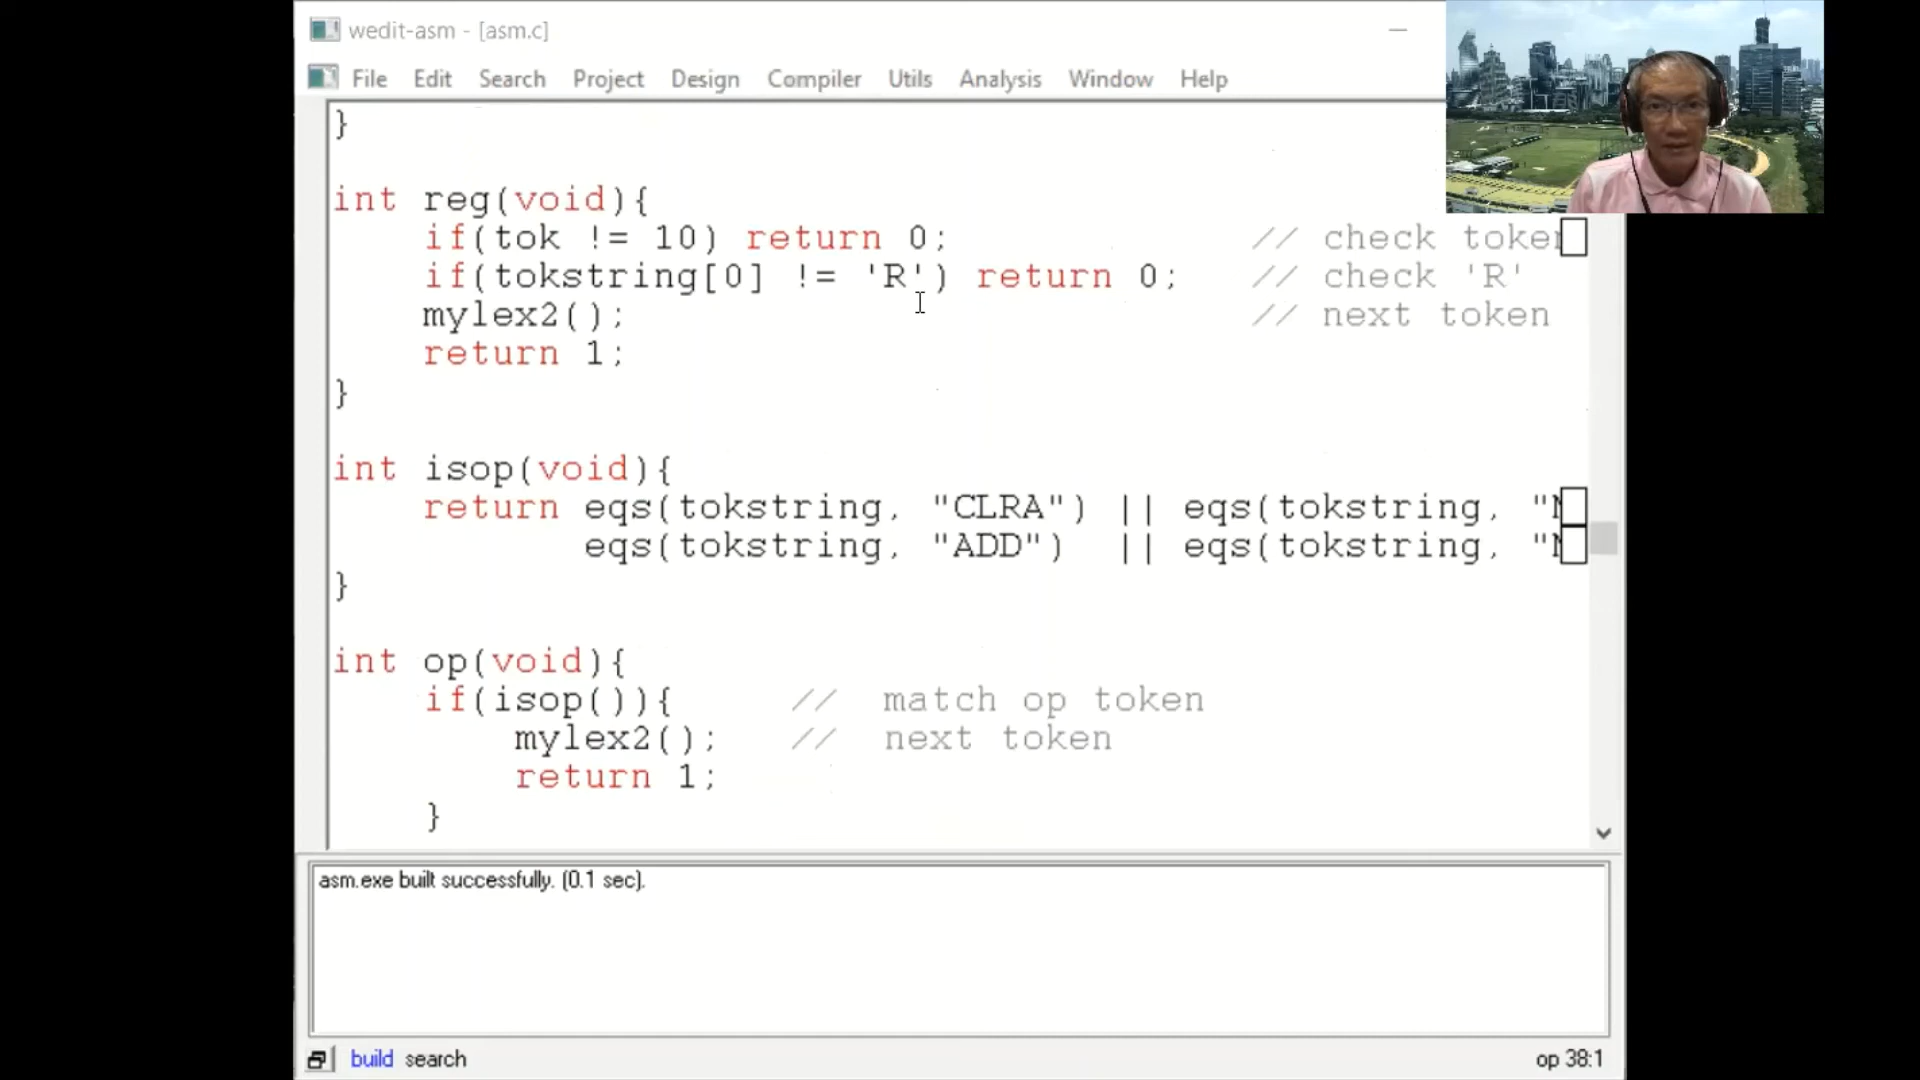 wedit-asm - [asm.c]
File Edit Search Project Design Compiler Utils Analysis Window Help
}
int reg(void){
if(tok != 10) return 0; // check token
if(tokstring[0] != 'R') return 0; // check 'R'
mylex2(); // next token
return 1;
}
int isop(void){
return eqs(tokstring, "CLRA") || eqs(tokstring, "
eqs(tokstring, "ADD") || eqs(tokstring, "
}
int op(void){
if(isop()){ // match op token
mylex2(); // next token
return 1;
}
asm.exe built successfully. (0.1 sec).
build search
op 38:1